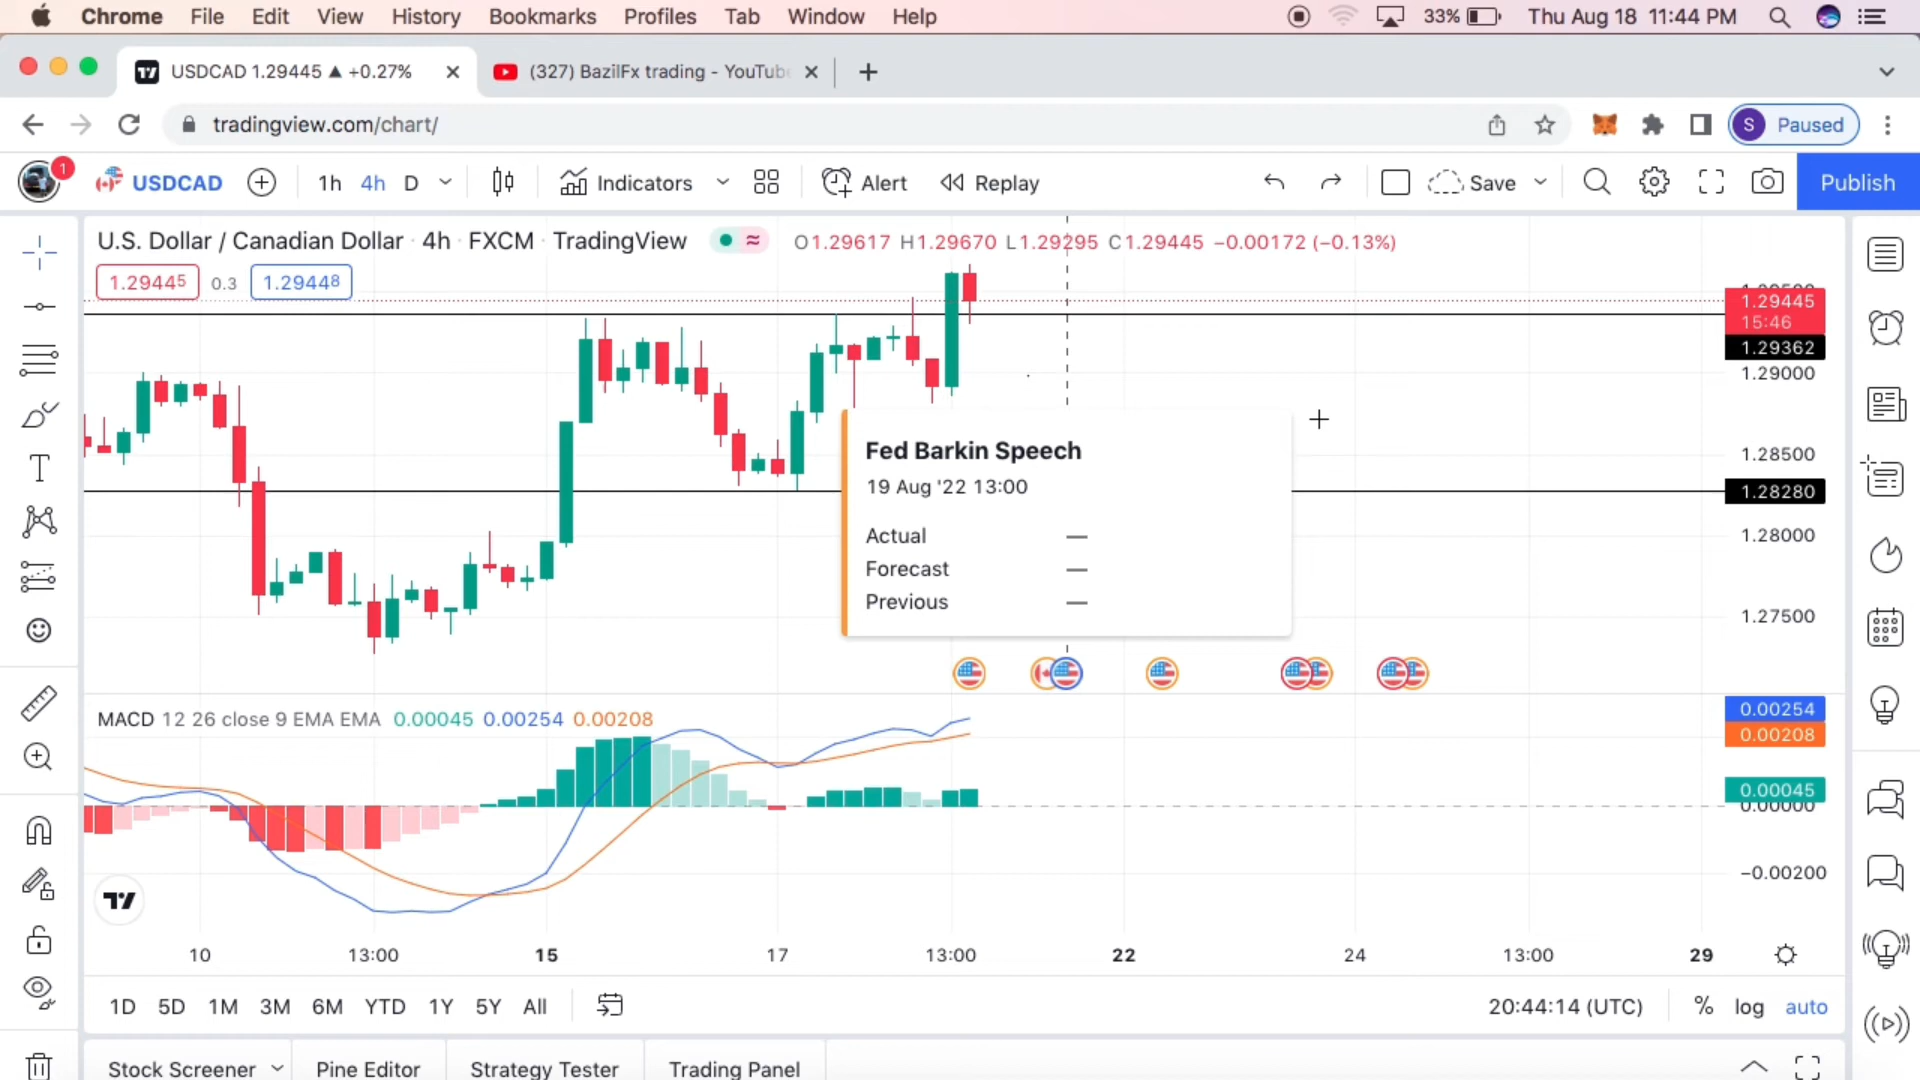 Chrome File Edit View History Bookmarks Profiles Tab Window Help 33% Thu Aug 18 11:44 PM
USDCAD 1.29445 ▲ +0.27% (327) BazilFx trading - YouTube
tradingview.com/chart/ S Paused
1 USDCAD 1h 4h D Indicators Alert Replay Save Publish
U.S. Dollar / Canadian Dollar · 4h · FXCM · TradingView O1.29617 H1.29670 L1.29295 C1.29445 −0.00172 (−0.13%)
1.29445 0.3 1.29448
1.29445
15:46
1.29362
1.29000
Fed Barkin Speech
1.28500
19 Aug '22 13:00
1.28280
Actual —
1.28000
Forecast —
Previous —
1.27500
MACD 12 26 close 9 EMA EMA 0.00045 0.00254 0.00208
0.00254
0.00208
0.00045
0.00000
−0.00200
10 13:00 15 17 13:00 22 24 13:00 29
1D 5D 1M 3M 6M YTD 1Y 5Y All 20:44:14 (UTC) % log auto
Stock Screener Pine Editor Strategy Tester Trading Panel